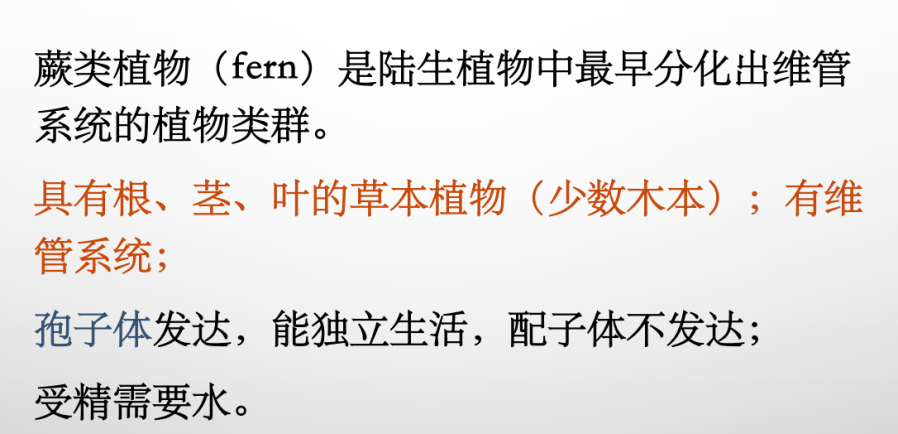 蕨类植物（fern）是陆生植物中最早分化出维管
系统的植物类群。
具有根、茎、叶的草本植物（少数木本）；有维
管系统；
孢子体发达，能独立生活，配子体不发达；
受精需要水。